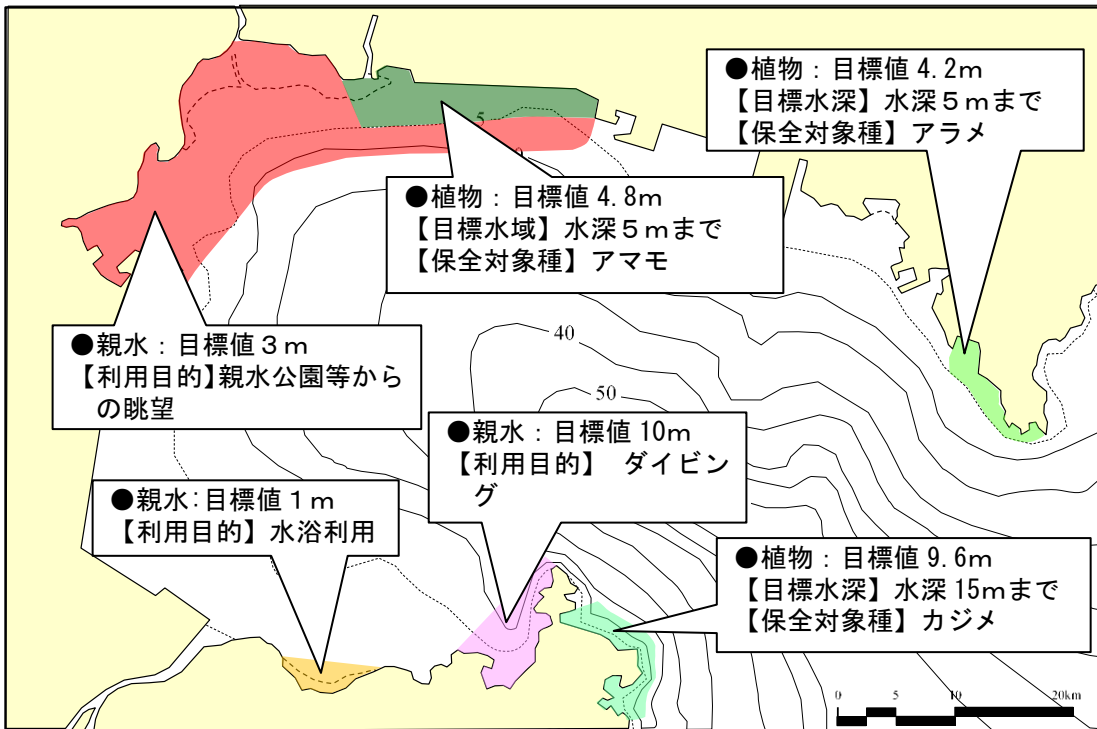 ●植物：目標値 4.2m
【目標水深】水深５ｍまで
【保全対象種】アラメ
5
●植物：目標値 4.8m
【目標水域】水深５ｍまで
【保全対象種】アマモ
●親水：目標値３ｍ
【利用目的】親水公園等から
の眺望
40
50
●親水：目標値 10m
【利用目的】　ダイビン
グ
●親水：目標値１ｍ
【利用目的】水浴利用
●植物：目標値 9.6m
【目標水深】水深 15mまで
【保全対象種】カジメ
0 5 10 20km